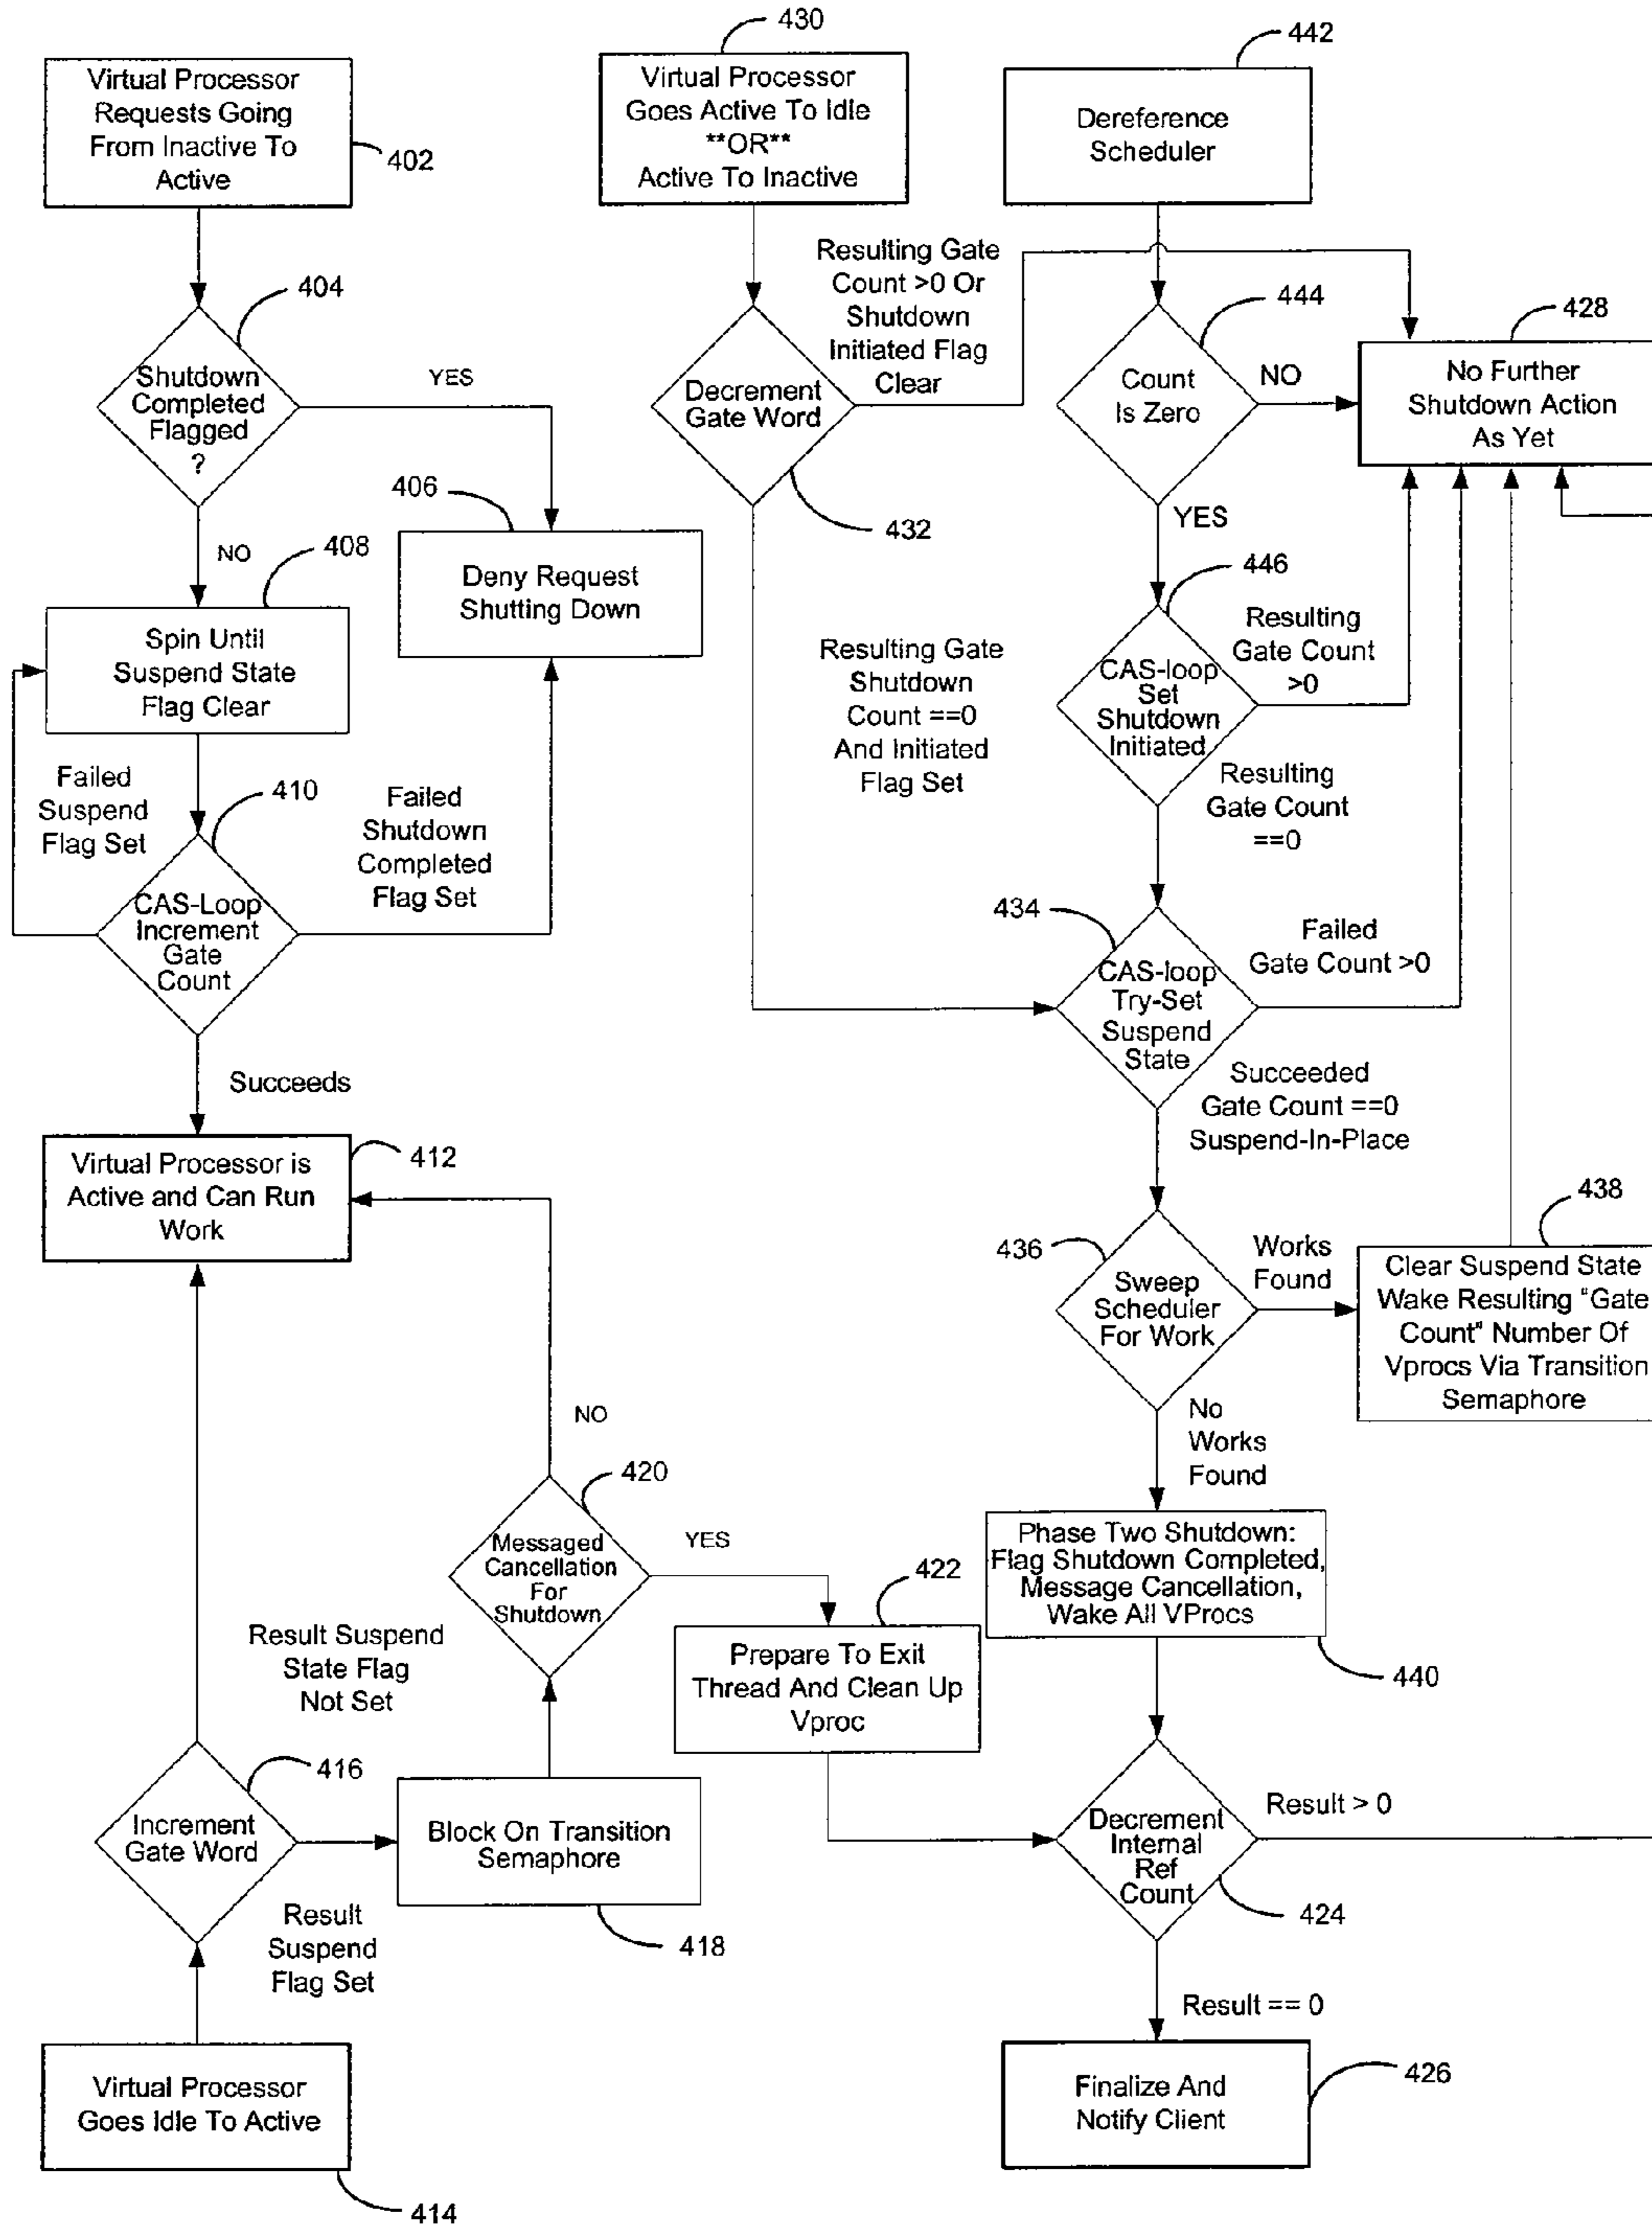 430
442
Virtual Processor
Requests Going
From Inactive To
Active
402
Virtual Processor
Goes Active To Idle
**OR**
Active To Inactive
Dereference
Scheduler
Resulting Gate
Count >0 Or
Shutdown
Initiated Flag
Clear
404
Shutdown
Completed
Flagged
?
YES
Decrement
Gate Word
432
444
Count
Is Zero
NO
YES
428
No Further
Shutdown Action
As Yet
406
Deny Request
Shutting Down
NO
408
Spin Until
Suspend State
Flag Clear
446
CAS-loop
Set
Shutdown
Initiated
Resulting
Gate Count
>0
Resulting
Gate Count
==0
Resulting Gate
Shutdown
Count ==0
And Initiated
Flag Set
Failed
Suspend
Flag Set
410
CAS-Loop
Increment
Gate
Count
Failed
Shutdown
Completed
Flag Set
Succeeds
434
CAS-loop
Try-Set
Suspend
State
Failed
Gate Count >0
Succeeded
Gate Count ==0
Suspend-In-Place
412
Virtual Processor is
Active and Can Run
Work
436
Sweep
Scheduler
For Work
Works
Found
438
Clear Suspend State
Wake Resulting "Gate
Count" Number Of
Vprocs Via Transition
Semaphore
No
Works
Found
NO
420
Messaged
Cancellation
For
Shutdown
YES
422
Prepare To Exit
Thread And Clean Up
Vproc
Phase Two Shutdown:
Flag Shutdown Completed,
Message Cancellation,
Wake All VProcs
440
Result Suspend
State Flag
Not Set
416
Increment
Gate Word
Block On Transition
Semaphore
418
Result
Suspend
Flag Set
Decrement
Internal
Ref
Count
424
Result > 0
Result == 0
Virtual Processor
Goes Idle To Active
414
Finalize And
Notify Client
426